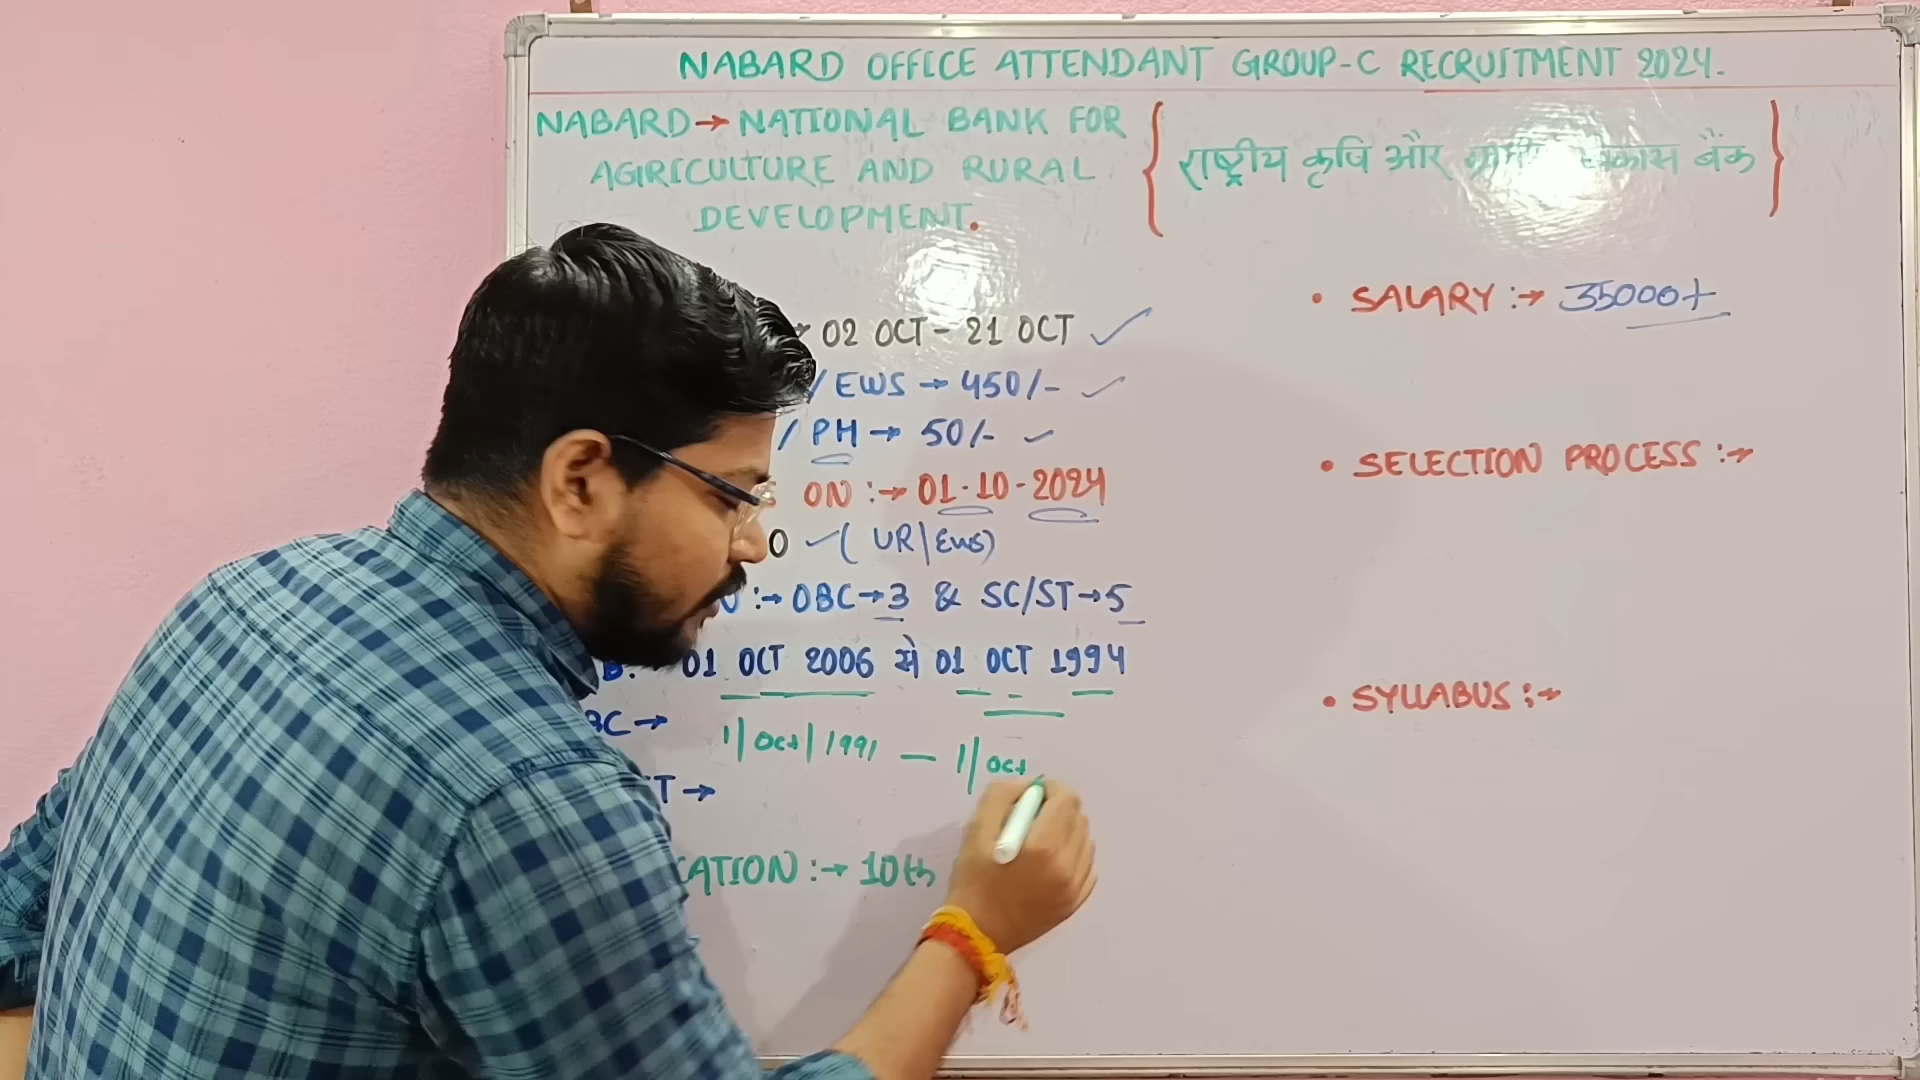 NABARD OFFICE ATTENDANT GROUP-C RECRUITMENT 2024.
NABARD→ NATIONAL BANK FOR
AGRICULTURE AND RURAL
DEVELOPMENT.
{ राष्ट्रीय कृषि और विकास बैंक }
02 OCT - 21 OCT ✓
/ EWS → 450/- ✓
/ PH → 50/- ✓
ON :→ 01-10-2024
0 ✓ ( UR|EWS)
:→ OBC→3 & SC/ST→5
01 OCT 2006 से 01 OCT 1994
BC → 1/Oct/1991 — 1/Oct
T →
CATION :→ 10th
• SALARY :→ 35000+
• SELECTION PROCESS :→
• SYLLABUS :→